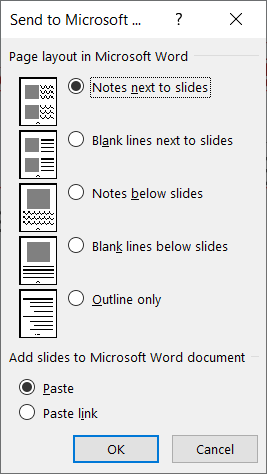 Send to Microsoft ... ? ×
Page layout in Microsoft Word
Notes next to slides
Blank lines next to slides
Notes below slides
Blank lines below slides
Outline only
Add slides to Microsoft Word document
Paste
Paste link
OK Cancel